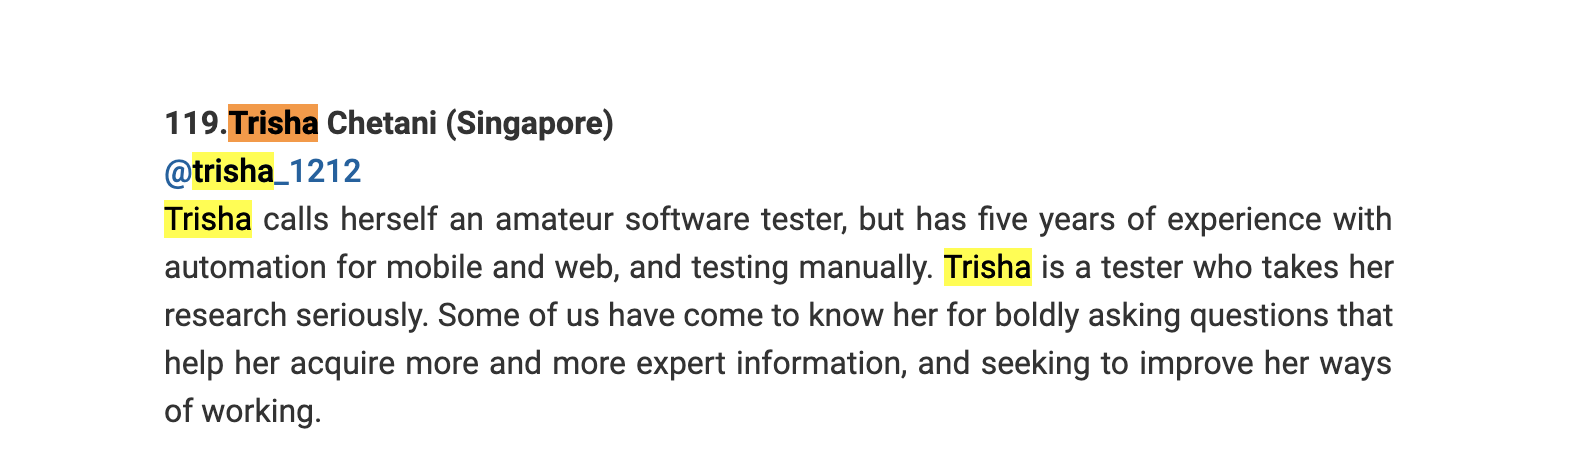 119.Trisha Chetani (Singapore)
@trisha_1212
Trisha calls herself an amateur software tester, but has five years of experience with
automation for mobile and web, and testing manually. Trisha is a tester who takes her
research seriously. Some of us have come to know her for boldly asking questions that
help her acquire more and more expert information, and seeking to improve her ways
of working.